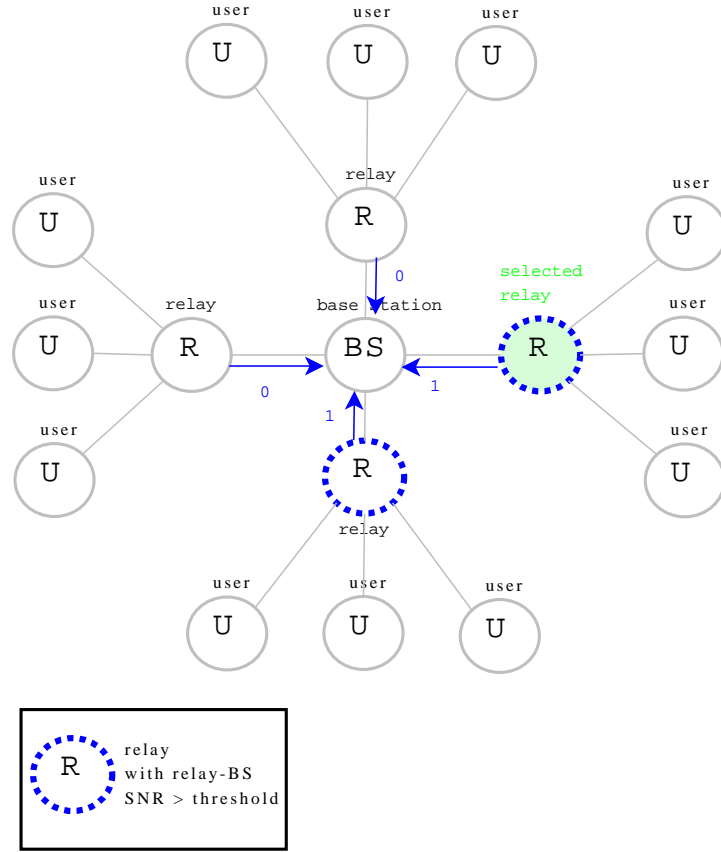 user user user
U U U
relay
R
user user
U U
selected
relay
0
relay base station
user user
U R BS R U
0 1
1
user user
U R U
relay
user user user
U U U
R relay
with relay-BS
SNR > threshold